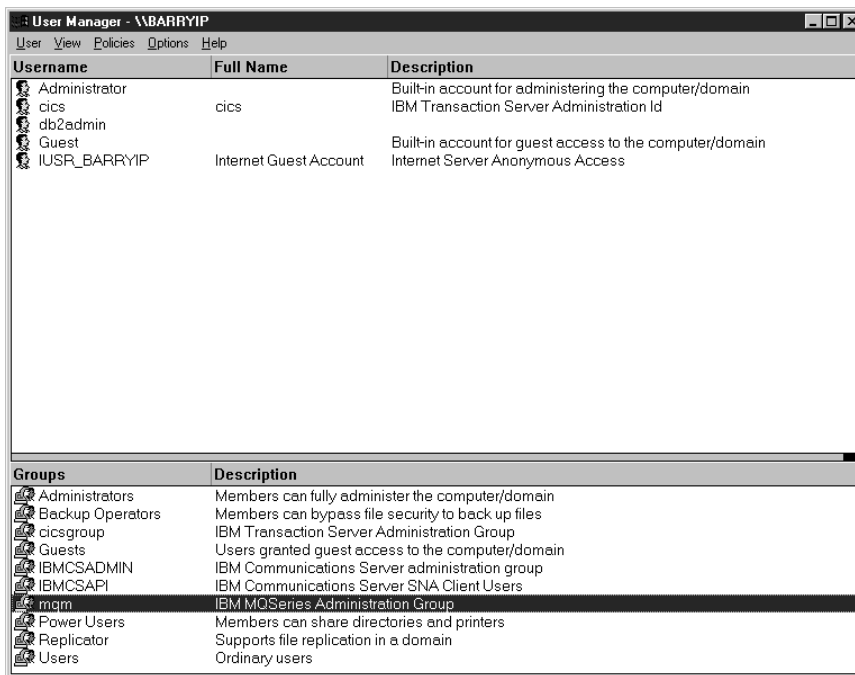 User Manager - \\BARRYIP
User View Policies Options Help
Username Full Name Description
Administrator Built-in account for administering the computer/domain
cics cics IBM Transaction Server Administration Id
db2admin
Guest Built-in account for guest access to the computer/domain
IUSR_BARRYIP Internet Guest Account Internet Server Anonymous Access
Groups Description
Administrators Members can fully administer the computer/domain
Backup Operators Members can bypass file security to back up files
cicsgroup IBM Transaction Server Administration Group
Guests Users granted guest access to the computer/domain
IBMCSADMIN IBM Communications Server administration group
IBMCSAPI IBM Communications Server SNA Client Users
mqm IBM MQSeries Administration Group
Power Users Members can share directories and printers
Replicator Supports file replication in a domain
Users Ordinary users